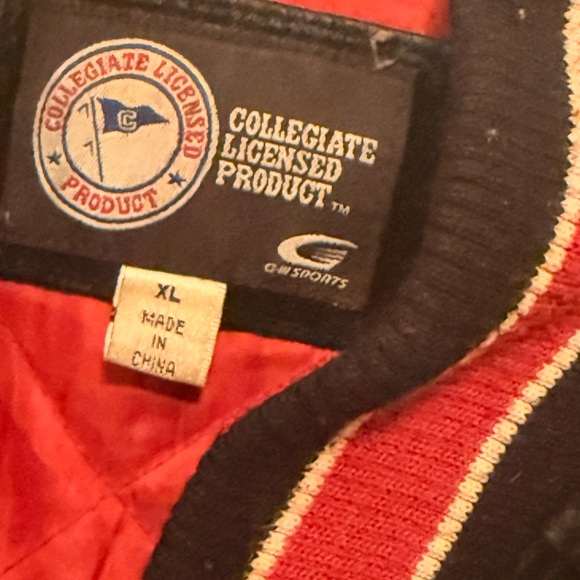 COLLEGIATE LICENSED
C
PRODUCT
COLLEGIATE
LICENSED
PRODUCT™
G-III SPORTS
XL
MADE
IN
CHINA